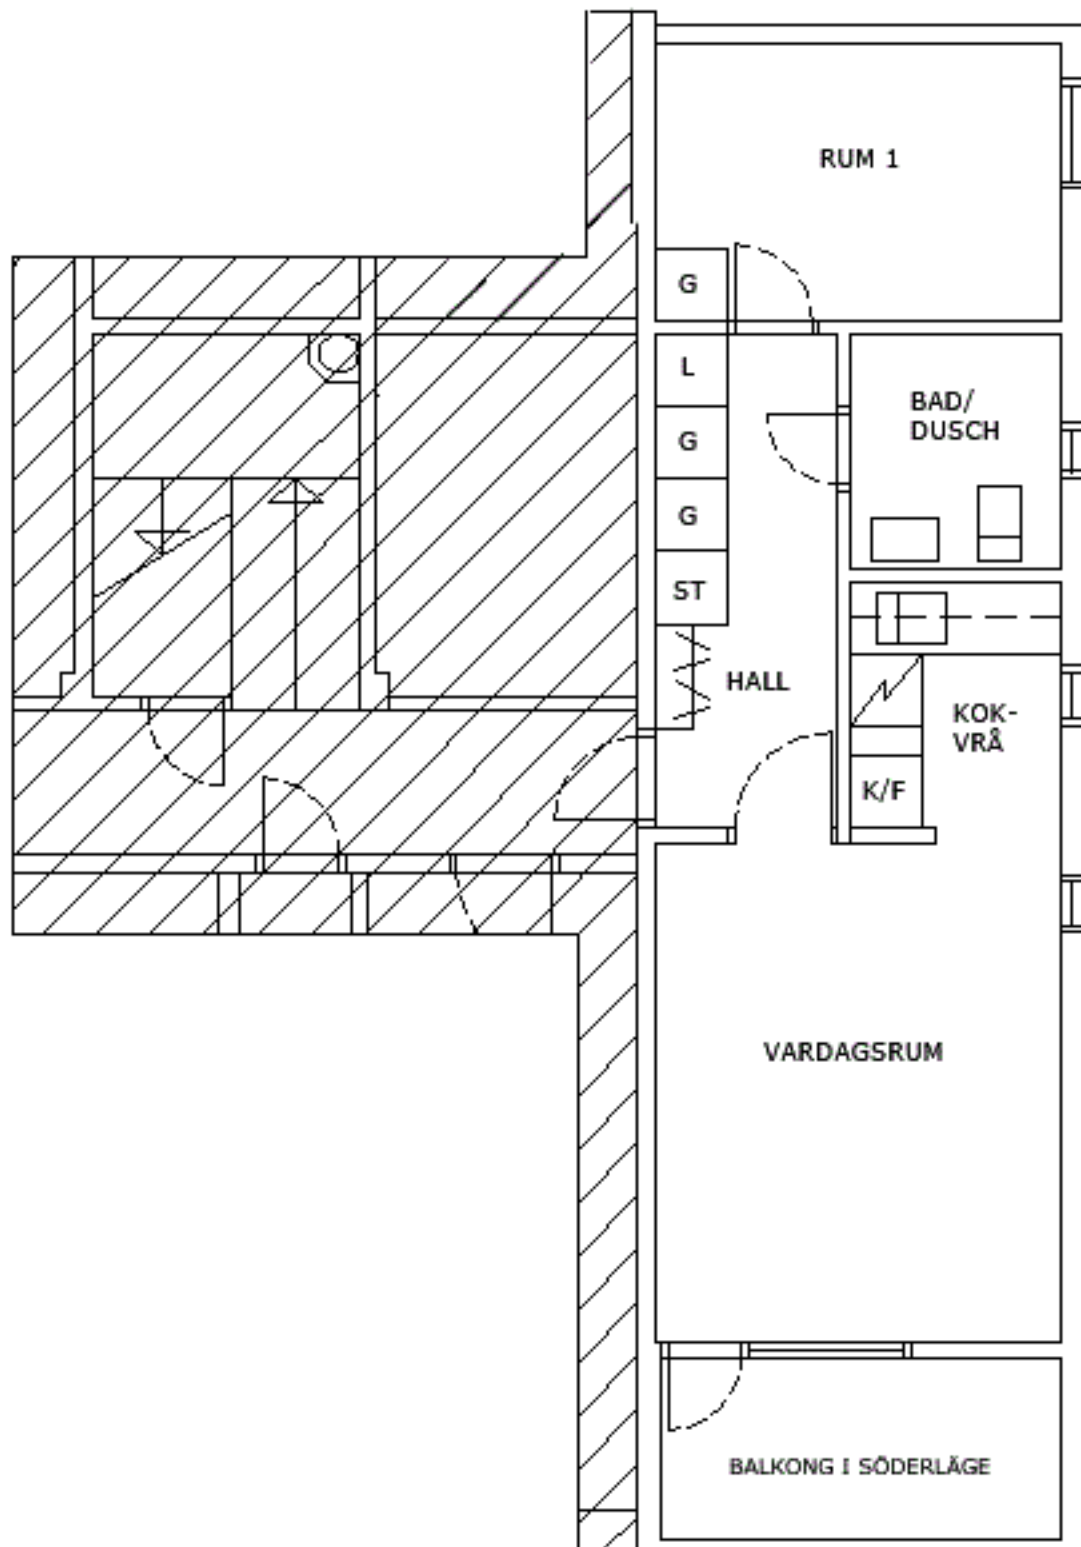 RUM 1
G
L
BAD/
DUSCH
G
G
ST
HALL
KOK-
VRÅ
K/F
VARDAGSRUM
BALKONG I SÖDERLÄGE